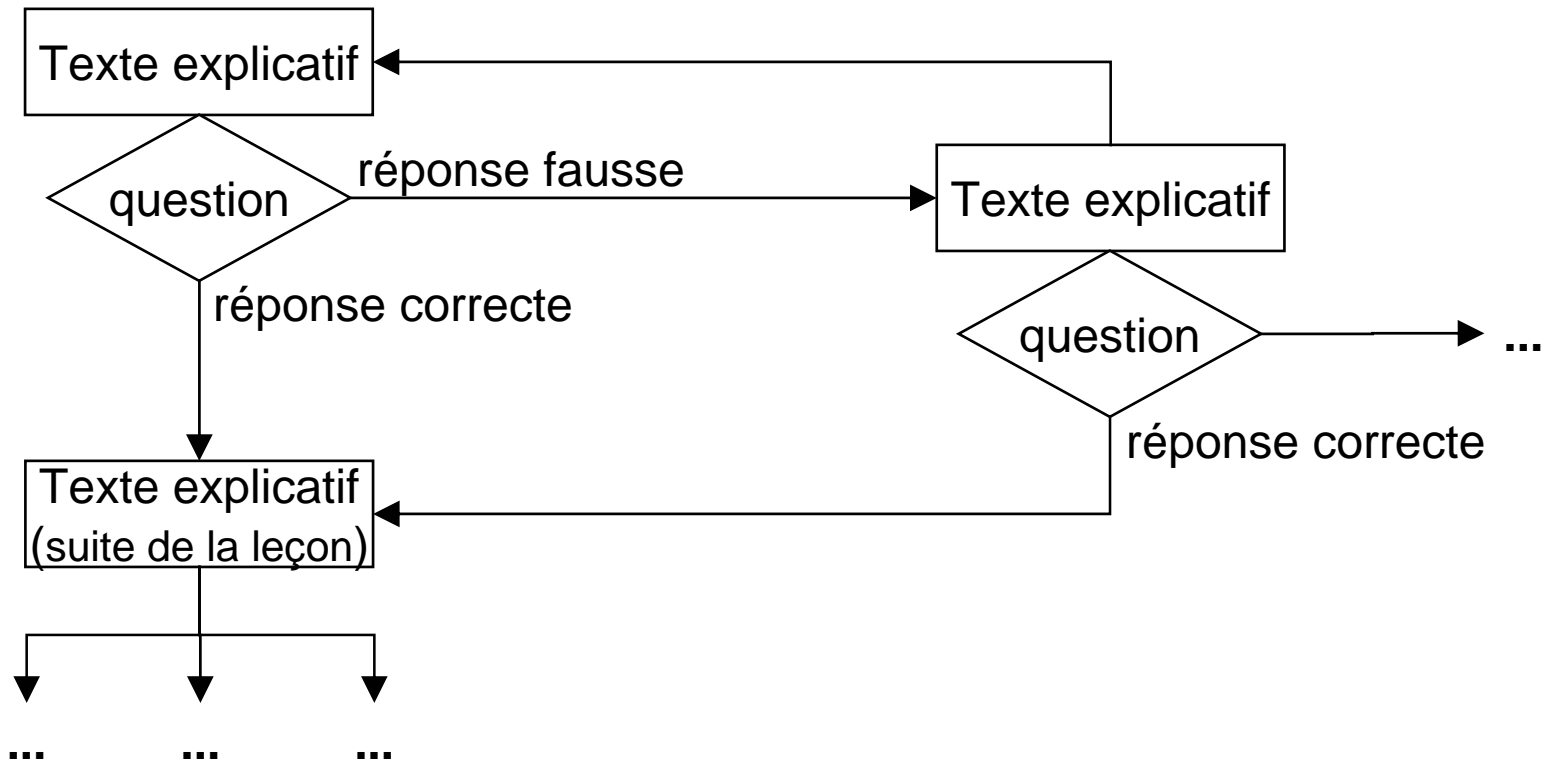 Texte explicatif
réponse fausse
question
Texte explicatif
réponse correcte
question
...
réponse correcte
Texte explicatif
(suite de la leçon)
... ... ...